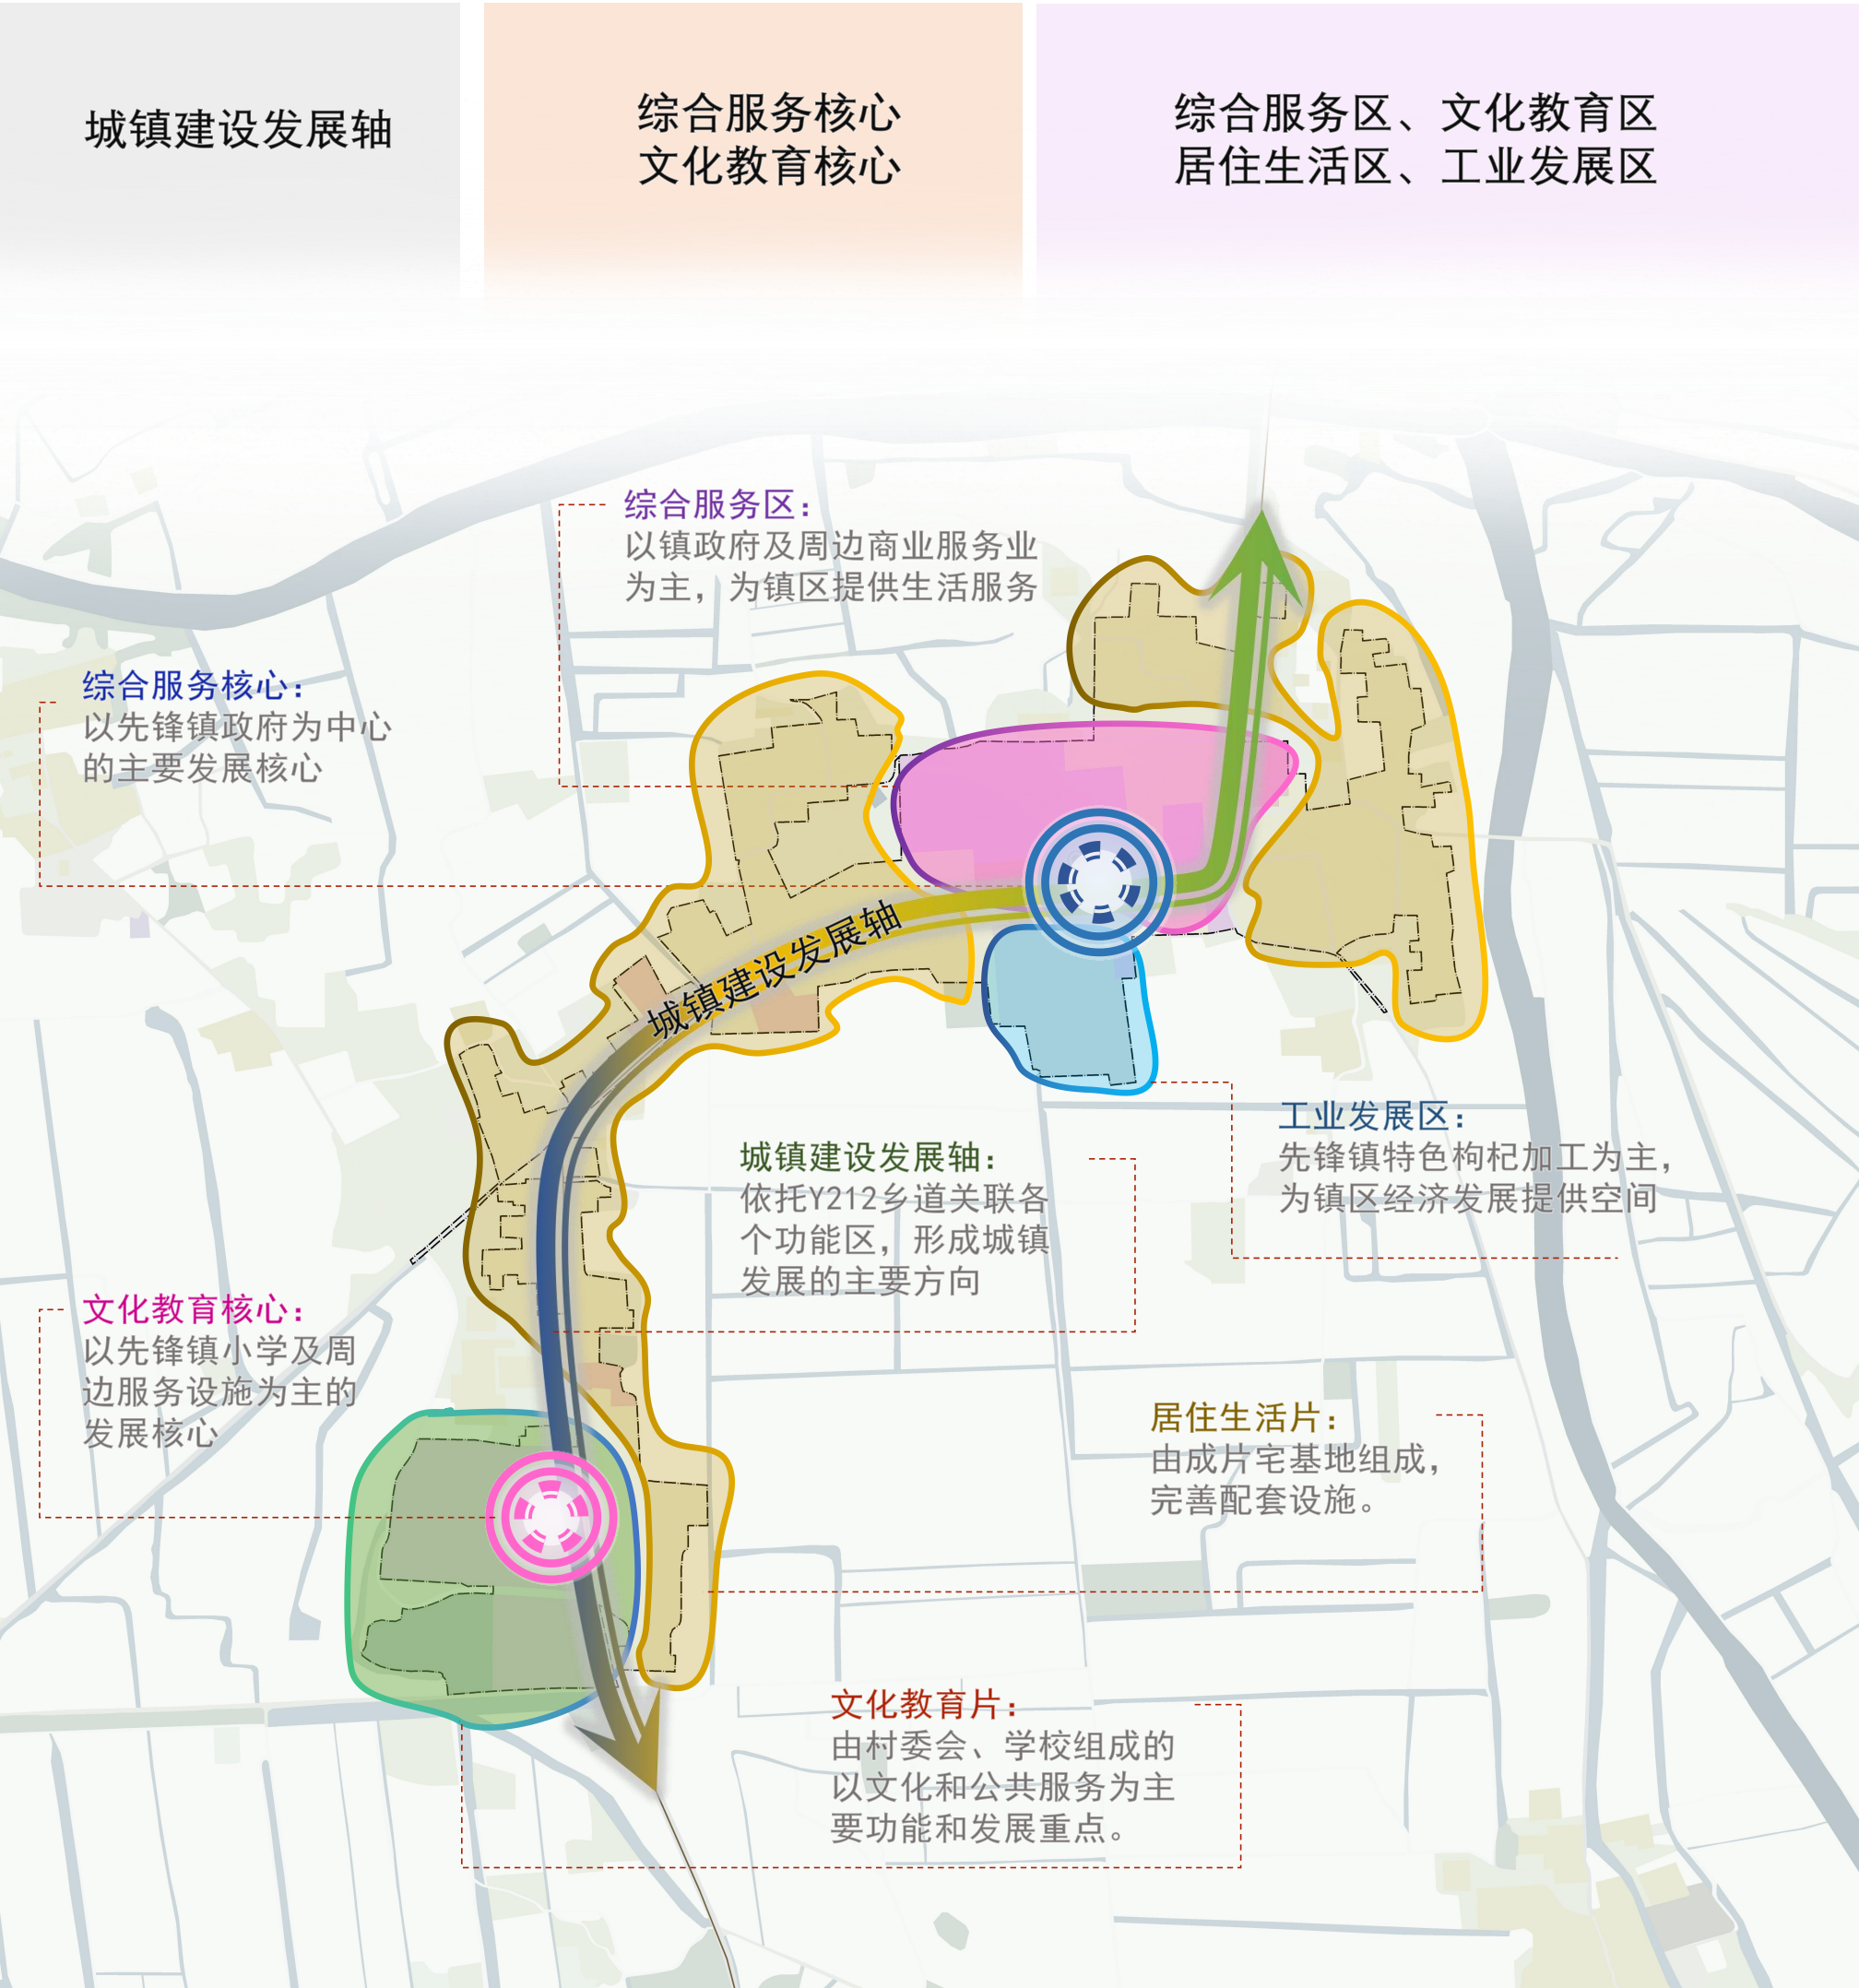 城镇建设发展轴
综合服务核心
文化教育核心
综合服务区、文化教育区
居住生活区、工业发展区
综合服务区：
以镇政府及周边商业服务业
为主，为镇区提供生活服务
综合服务核心：
以先锋镇政府为中心
的主要发展核心
城镇建设发展轴
工业发展区：
先锋镇特色枸杞加工为主，
为镇区经济发展提供空间
城镇建设发展轴：
依托Y212乡道关联各
个功能区，形成城镇
发展的主要方向
文化教育核心：
以先锋镇小学及周
边服务设施为主的
发展核心
居住生活片：
由成片宅基地组成，
完善配套设施。
文化教育片：
由村委会、学校组成的
以文化和公共服务为主
要功能和发展重点。